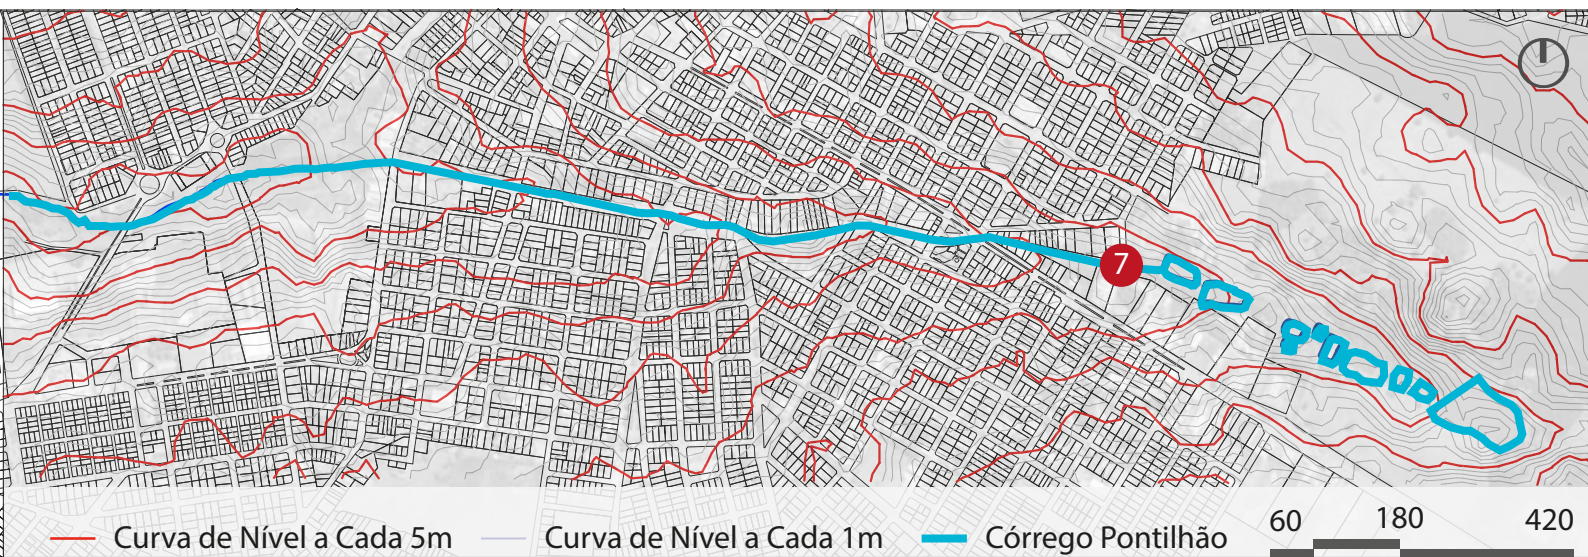 7
Curva de Nível a Cada 5m
Curva de Nível a Cada 1m
Córrego Pontilhão
60 180 420